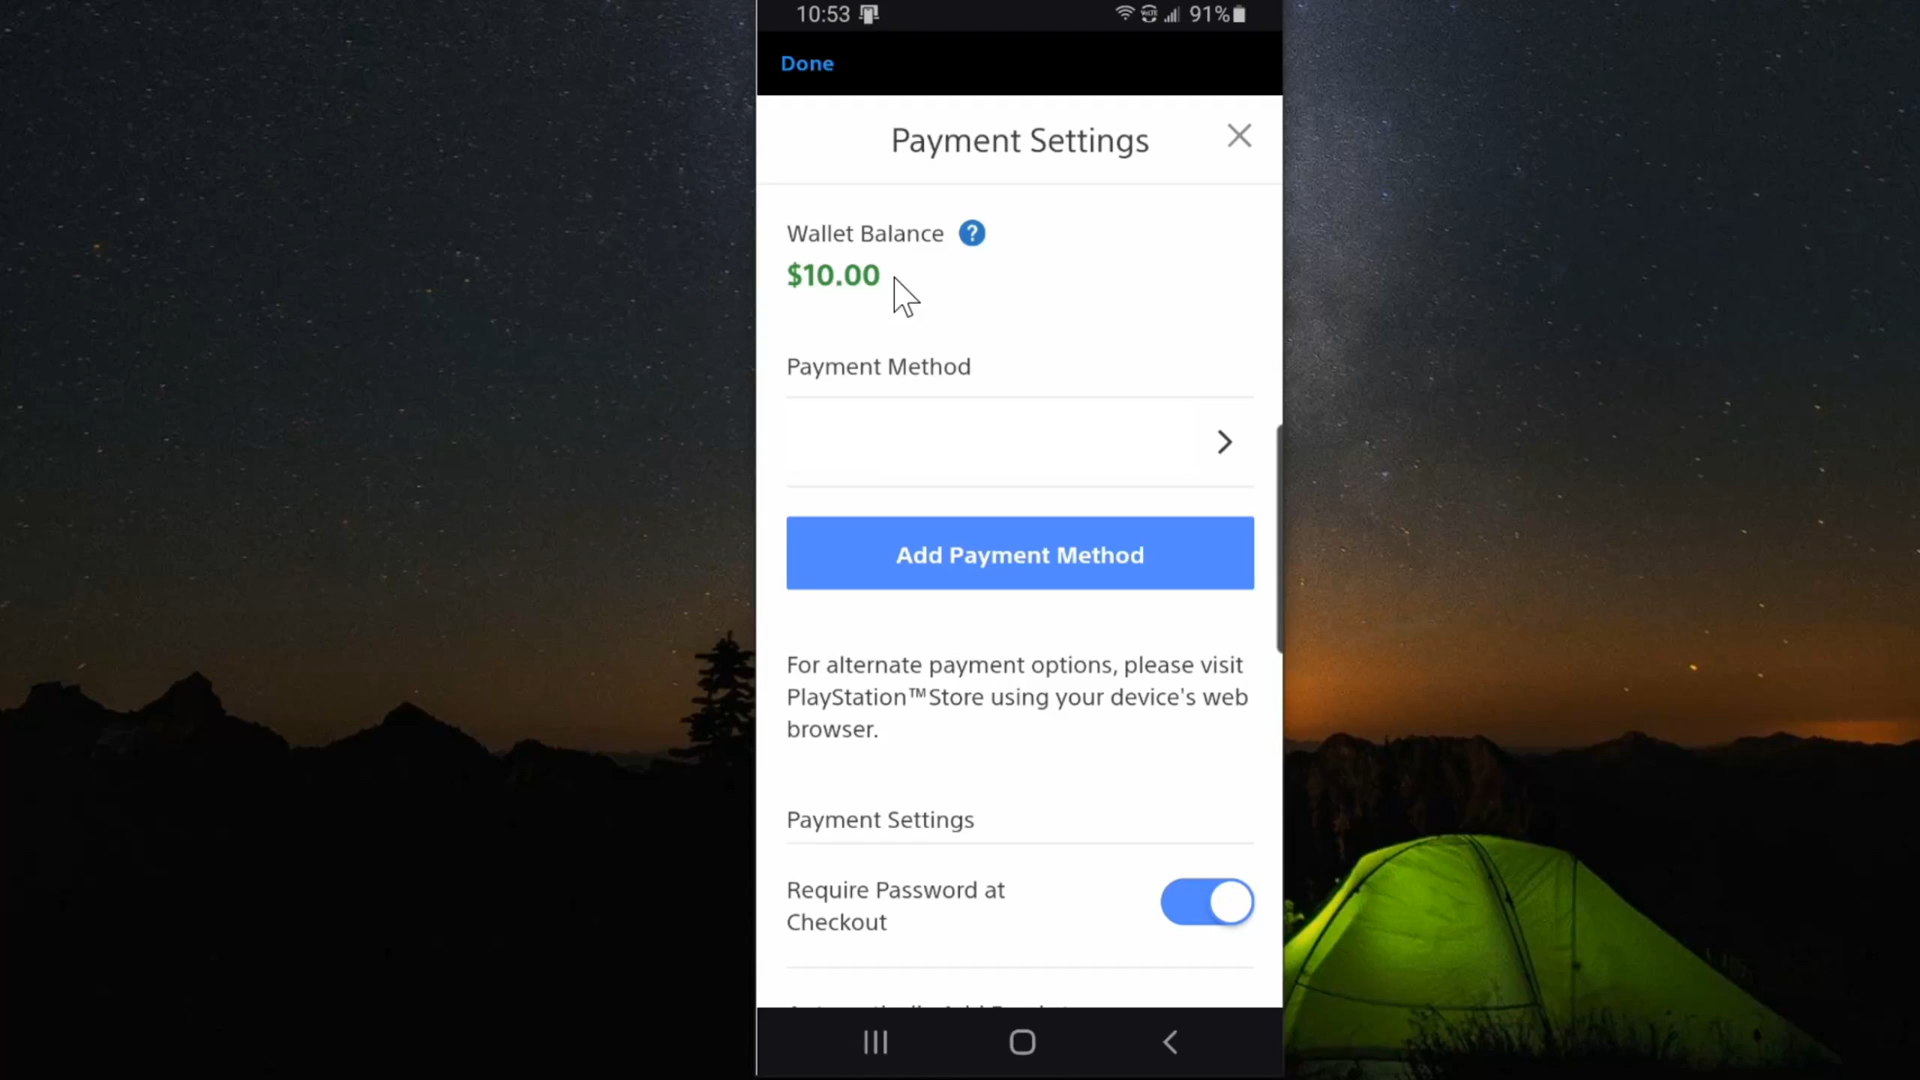 10:53 91%
Done
Payment Settings
Wallet Balance ?
$10.00
Payment Method
Add Payment Method
For alternate payment options, please visit
PlayStation™Store using your device's web
browser.
Payment Settings
Require Password at
Checkout